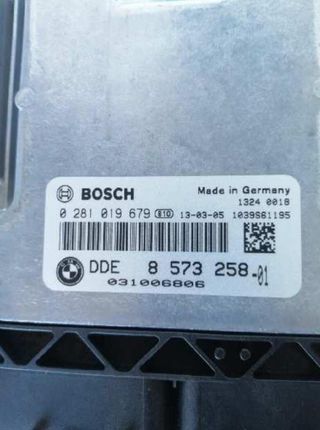 BOSCH
Made in Germany
1324 0018
0 281 019 679 810 13-03-05 1039S61195
DDE 8 573 258-01
031006806